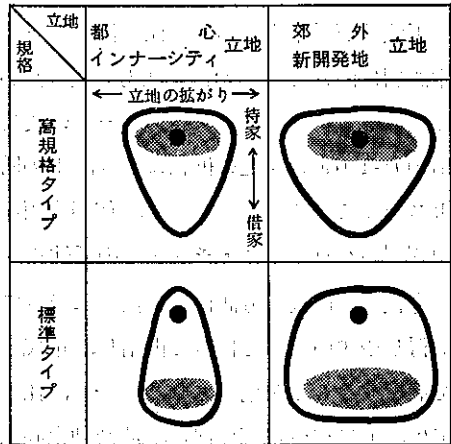 立地
規格
都心
インナーシティ
立地
郊外
新開発地
立地
高規格タイプ
←立地の拡がり→
持家
↑
↓
借家
標準タイプ